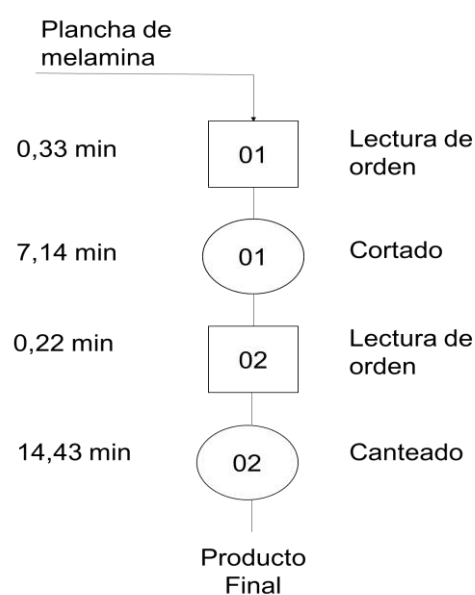 Plancha de
melamina
0,33 min
01
Lectura de
orden
7,14 min
01
Cortado
0,22 min
02
Lectura de
orden
14,43 min
02
Canteado
Producto
Final